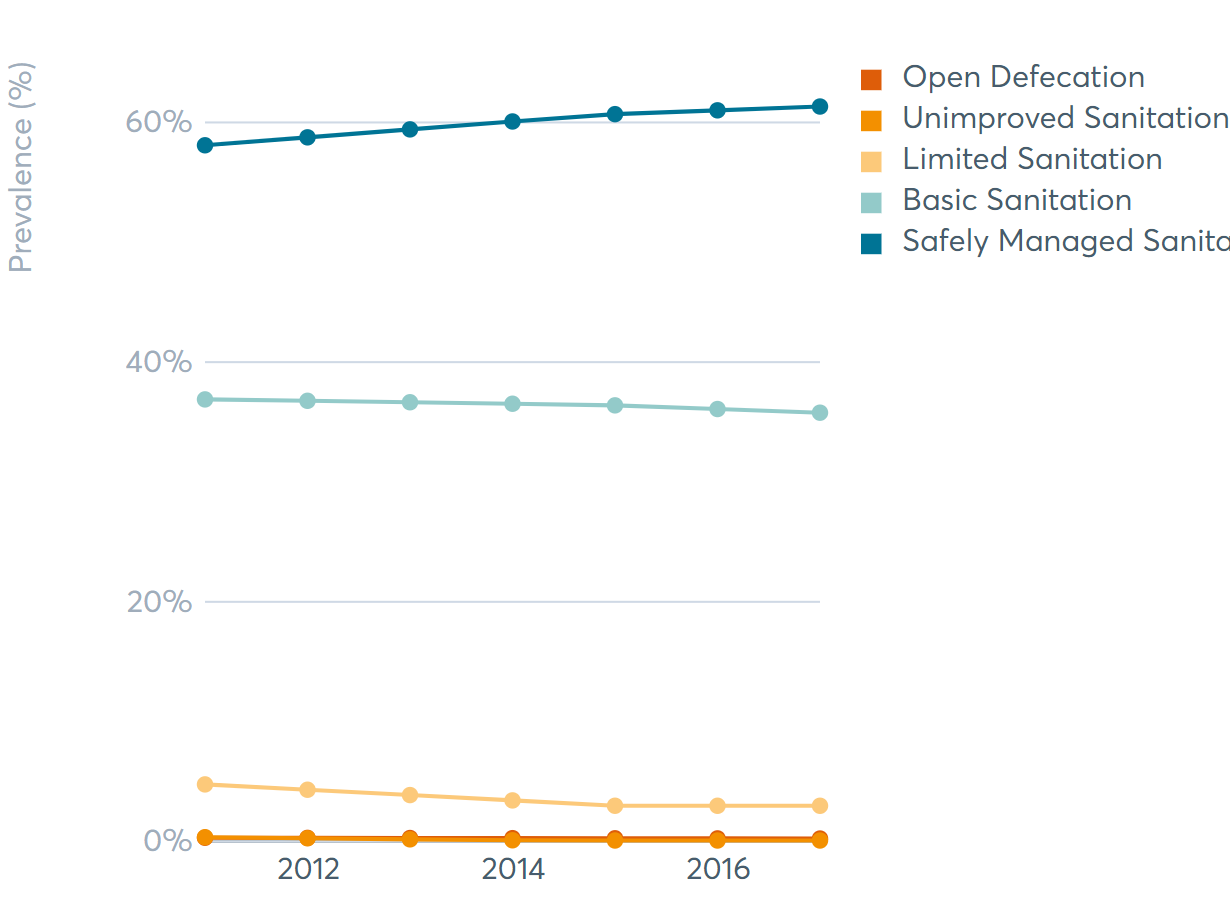 Prevalence (%)
60%
40%
20%
0%
2012
2014
2016
Open Defecation
Unimproved Sanitation
Limited Sanitation
Basic Sanitation
Safely Managed Sanita